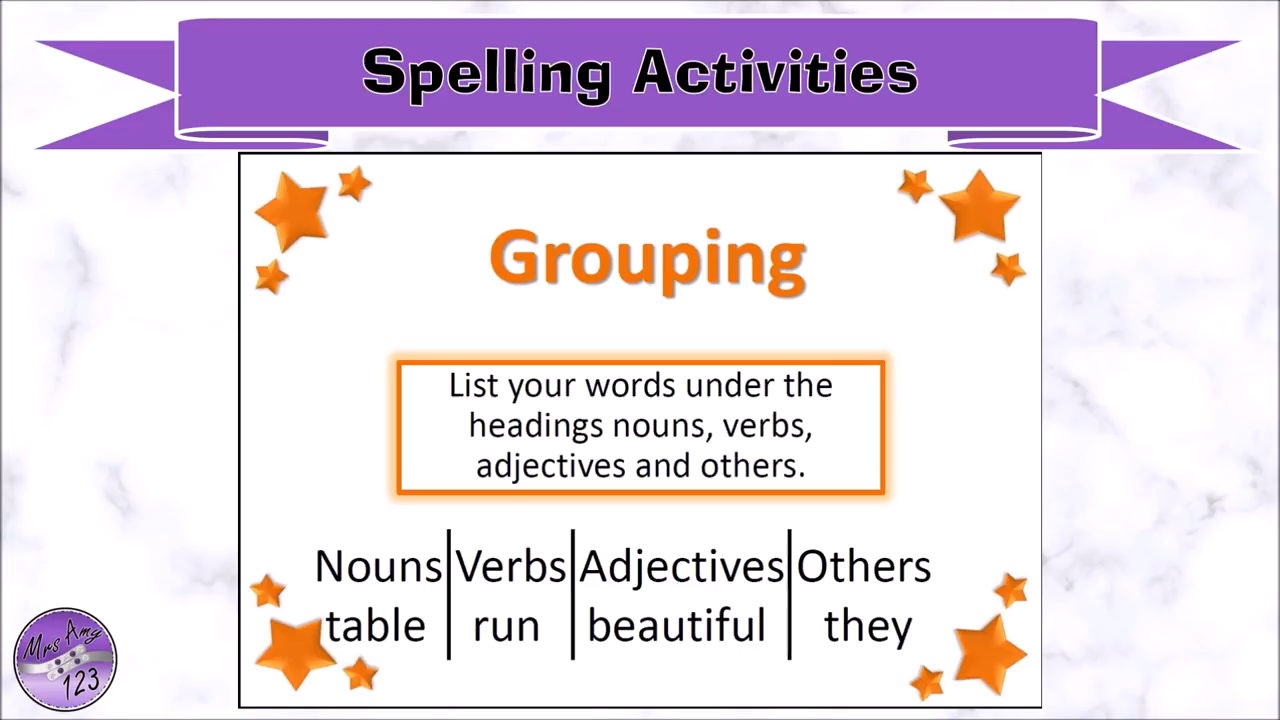 Spelling Activities
Grouping
List your words under the
headings nouns, verbs,
adjectives and others.
Nouns Verbs Adjectives Others
table run beautiful they
Mrs Amy
123